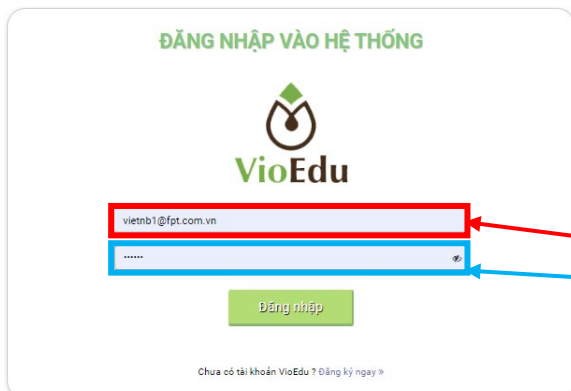 ĐĂNG NHẬP VÀO HỆ THỐNG
VioEdu
vietnb1@fpt.com.vn
••••••
Đăng nhập
Chưa có tài khoản VioEdu ? Đăng ký ngay »